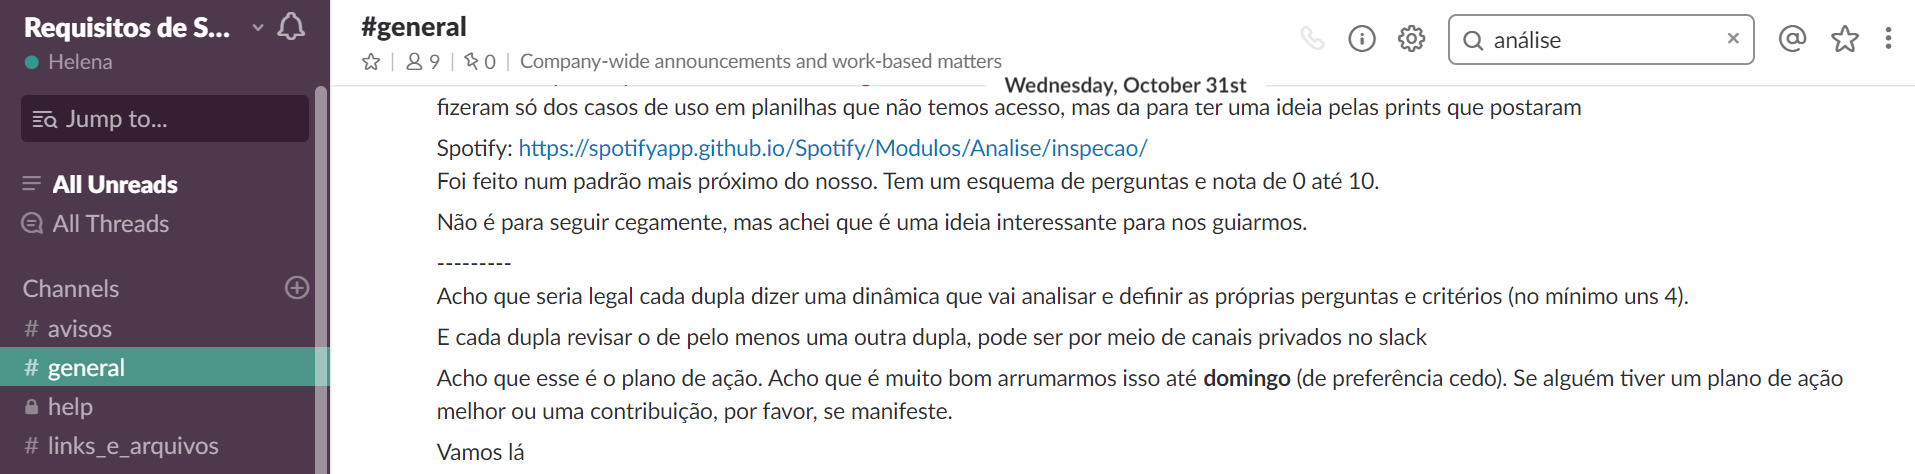 Requisitos de S...
Helena
Jump to...
All Unreads
All Threads
Channels
# avisos
# general
help
# links_e_arquivos
#general
9
0
Company-wide announcements and work-based matters
análise
Wednesday, October 31st
fizeram só dos casos de uso em planilhas que não temos acesso, mas dá para ter uma ideia pelas prints que postaram
Spotify: https://spotifyapp.github.io/Spotify/Modulos/Analise/inspecao/
Foi feito num padrão mais próximo do nosso. Tem um esquema de perguntas e nota de 0 até 10.
Não é para seguir cegamente, mas achei que é uma ideia interessante para nos guiarmos.
---------
Acho que seria legal cada dupla dizer uma dinâmica que vai analisar e definir as próprias perguntas e critérios (no mínimo uns 4).
E cada dupla revisar o de pelo menos uma outra dupla, pode ser por meio de canais privados no slack
Acho que esse é o plano de ação. Acho que é muito bom arrumarmos isso até domingo (de preferência cedo). Se alguém tiver um plano de ação
melhor ou uma contribuição, por favor, se manifeste.
Vamos lá